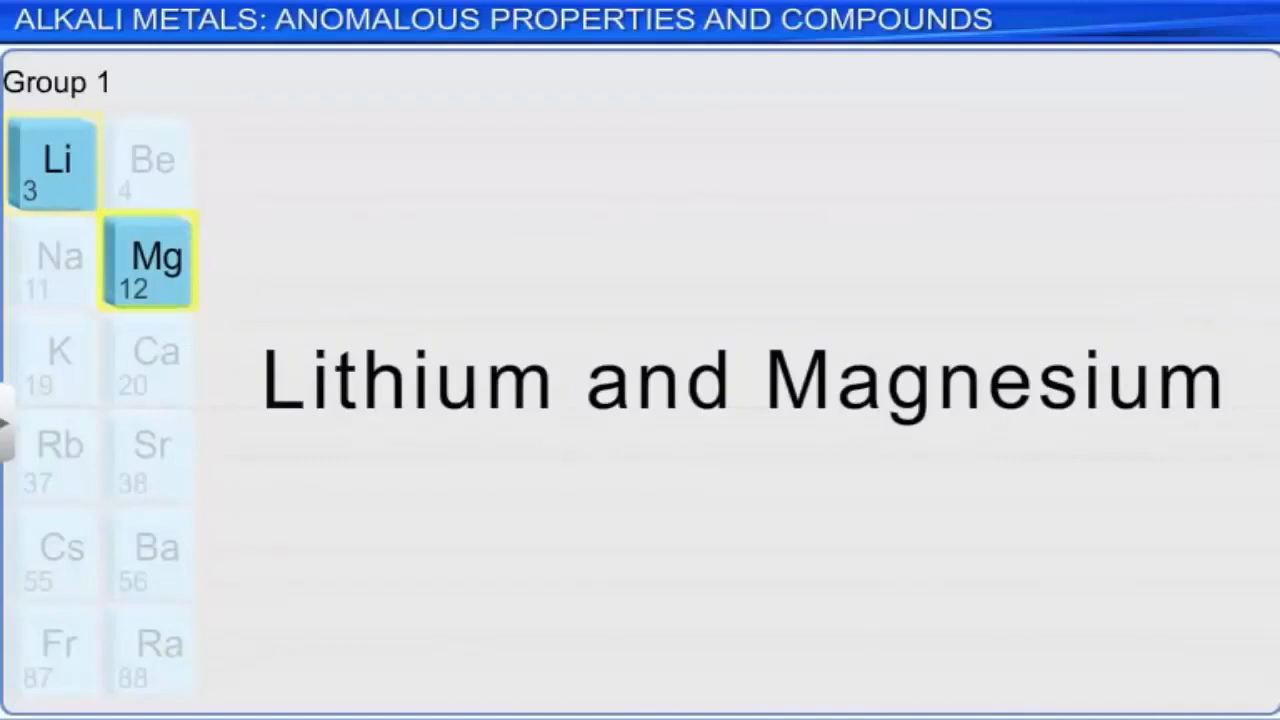 ALKALI METALS: ANOMALOUS PROPERTIES AND COMPOUNDS
Group 1
Li Be
3 4
Na Mg
11 12
K Ca
19 20
Lithium and Magnesium
Rb Sr
37 38
Cs Ba
55 56
Fr Ra
87 88